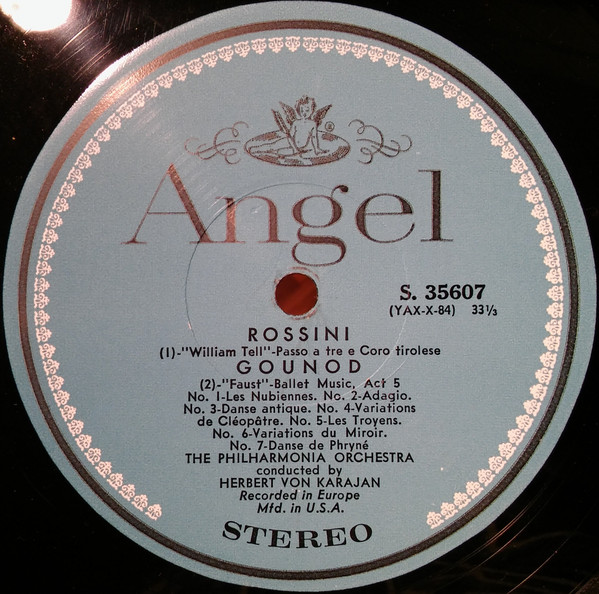 Angel
S. 35607
(YAX-X-84) 33⅓
ROSSINI
(1)-"William Tell"-Passo a tre e Coro tirolese
GOUNOD
(2)-"Faust"-Ballet Music, Act 5
No. 1-Les Nubiennes. No. 2-Adagio.
No. 3-Danse antique. No. 4-Variations
de Cléopâtre. No. 5-Les Troyens.
No. 6-Variations du Miroir.
No. 7-Danse de Phryné
THE PHILHARMONIA ORCHESTRA
conducted by
HERBERT VON KARAJAN
Recorded in Europe
Mfd. in U.S.A.
STEREO